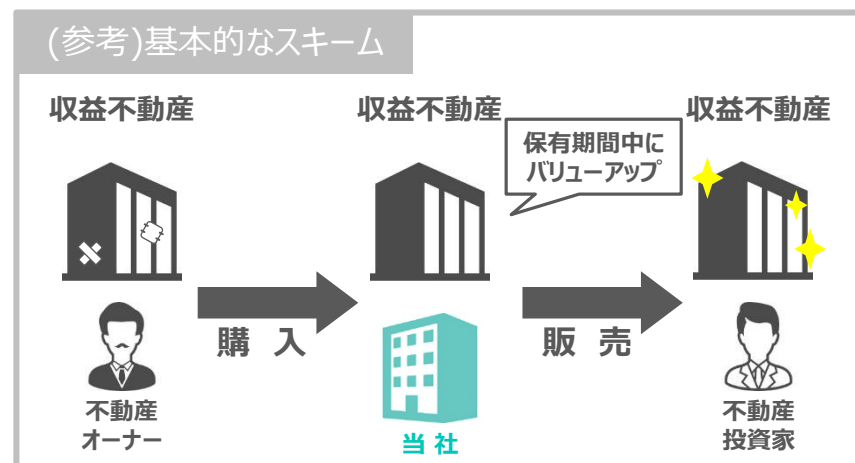 (参考)基本的なスキーム
収益不動産
収益不動産
収益不動産
保有期間中に
バリューアップ
購 入
販 売
不動産
オーナー
当 社
不動産
投資家